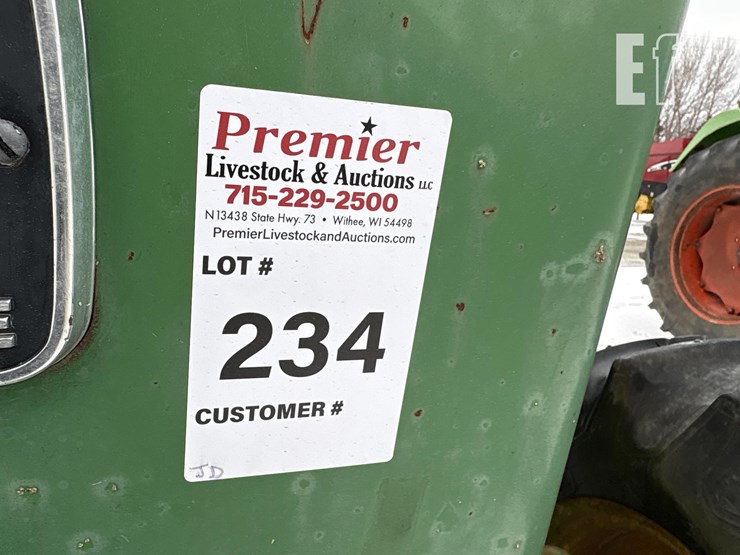 Premier
Livestock & Auctions LLC
715-229-2500
N13438 State Hwy. 73 • Withee, WI 54498
PremierLivestockandAuctions.com
LOT #
234
CUSTOMER #
JD